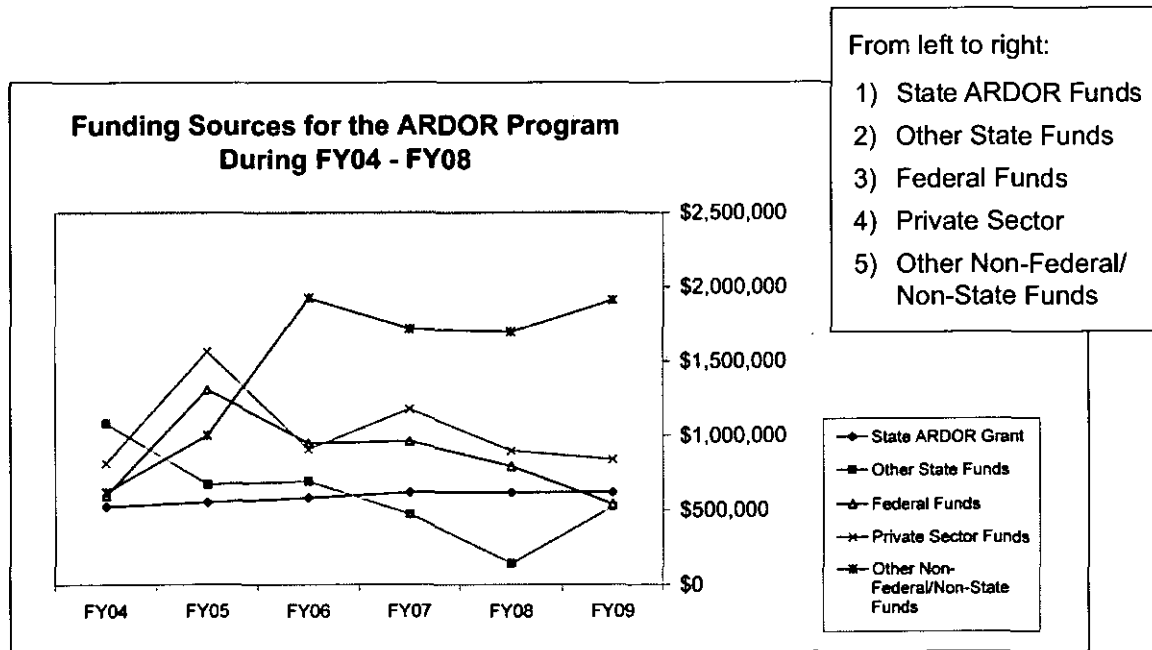 From left to right:
1) State ARDOR Funds
2) Other State Funds
3) Federal Funds
4) Private Sector
5) Other Non-Federal/
Non-State Funds
Funding Sources for the ARDOR Program
During FY04 - FY08
$2,500,000
$2,000,000
$1,500,000
$1,000,000
$500,000
$0
FY04 FY05 FY06 FY07 FY08 FY09
State ARDOR Grant
Other State Funds
Federal Funds
Private Sector Funds
Other Non-
Federal/Non-State
Funds